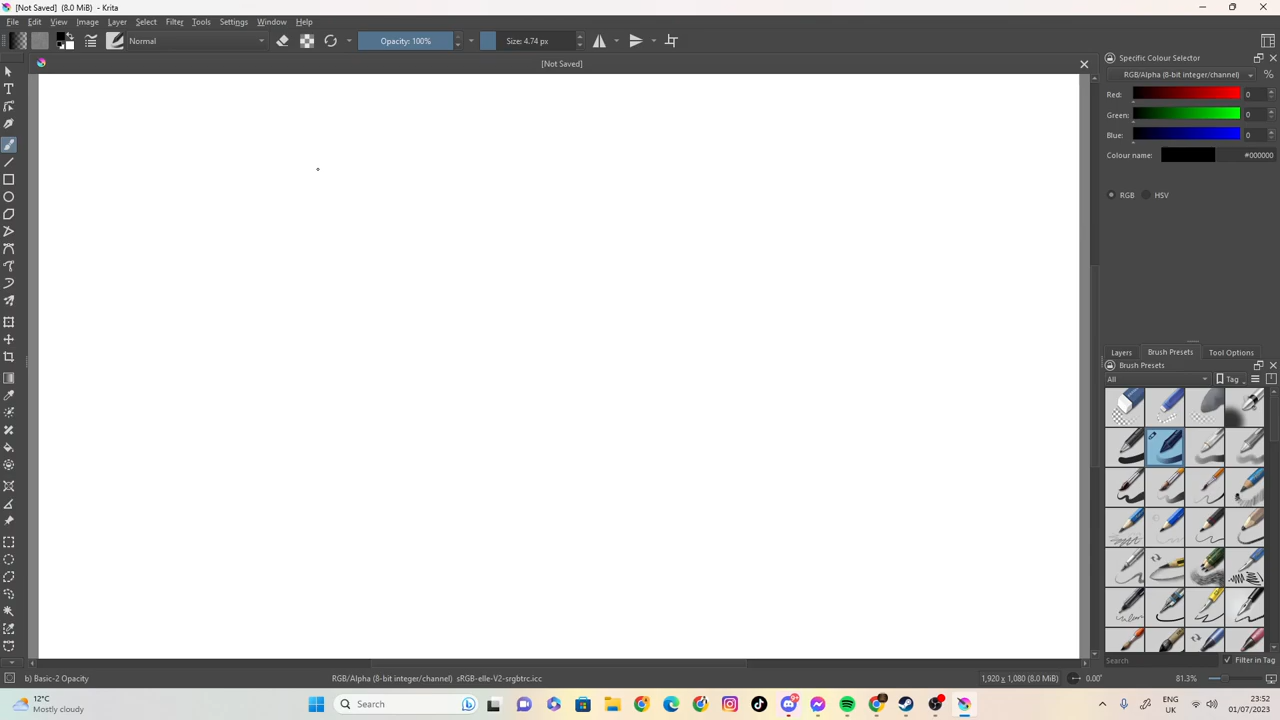 [Not Saved] (8.0 MiB) - Krita
File Edit View Image Layer Select Filter Tools Settings Window Help
Normal Opacity: 100% Size: 4.74 px
[Not Saved]
Specific Colour Selector
RGB/Alpha (8-bit integer/channel) %
Red: 0
Green: 0
Blue: 0
Colour name: #000000
RGB HSV
Layers Brush Presets Tool Options
Brush Presets
All Tag
Search Filter in Tag
b) Basic-2 Opacity RGB/Alpha (8-bit integer/channel) sRGB-elle-V2-srgbtrc.icc 1,920 x 1,080 (8.0 MiB) 0.00° 81.3%
12°C
Mostly cloudy
Search
9+
ENG
UK
23:52
01/07/2023